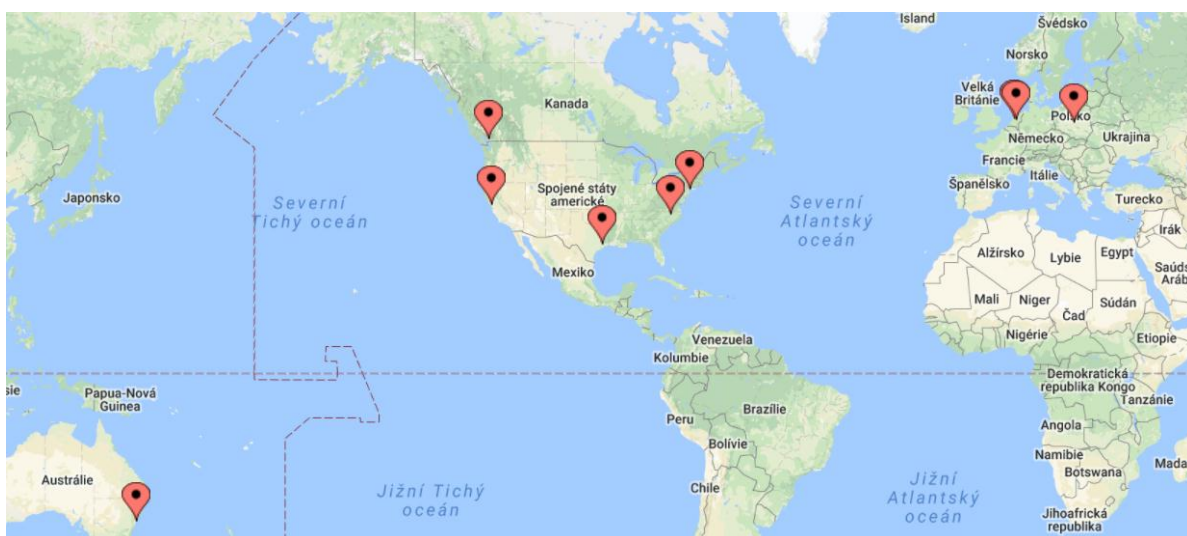 Island
Švédsko
Norsko
Velká
Británie
Kanada
Polsko
Německo
Ukrajina
Francie
Itálie
Španělsko
Turecko
Japonsko
Severní
Tichý oceán
Spojené státy
americké
Severní
Atlantský
oceán
Irák
Alžírsko
Lybie
Egypt
Saúds
Aráb
Mexiko
Mali
Niger
Čad
Súdán
Nigérie
Etiopie
Venezuela
Kolumbie
sie
Papua-Nová
Guinea
Demokratická
republika Kongo
Tanzánie
Peru
Brazílie
Angola
Bolívie
Namibie
Botswana
Mada
Austrálie
Jižní Tichý
oceán
Chile
Jižní
Atlantský
oceán
Jihoafrická
republika